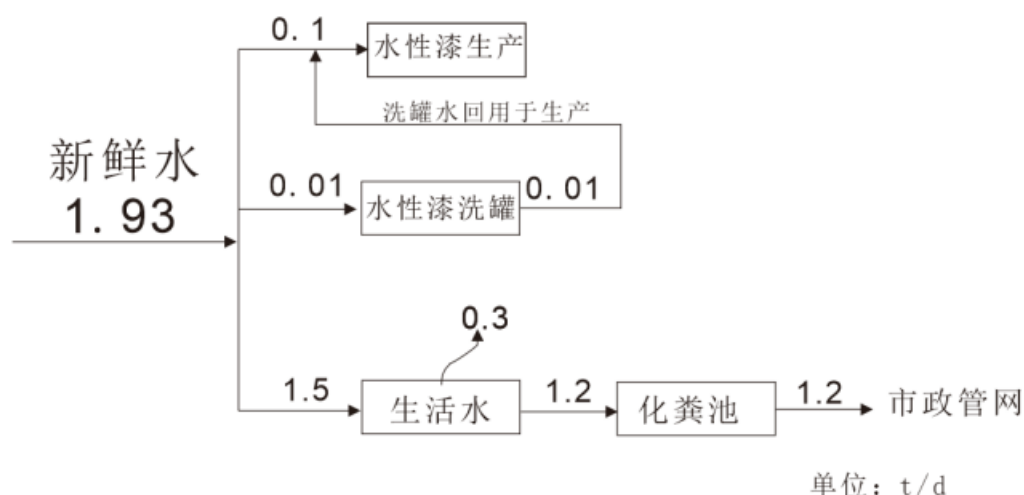 0.1
水性漆生产
洗罐水回用于生产
新鲜水
1.93
0.01
水性漆洗罐
0.01
0.3
1.5
生活水
1.2
化粪池
1.2
市政管网
单位：t/d